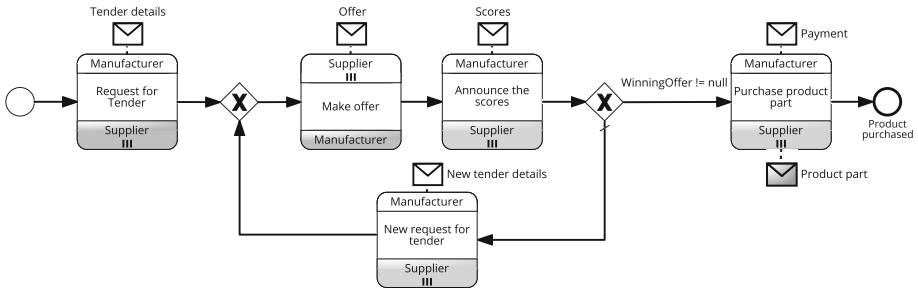 Tender details
Manufacturer
Request for
Tender
Supplier
X
Offer
Supplier
Make offer
Manufacturer
Scores
Manufacturer
Announce the
scores
Supplier
X
WinningOffer != null
Payment
Manufacturer
Purchase product
part
Supplier
Product part
Product
purchased
New tender details
Manufacturer
New request for
tender
Supplier